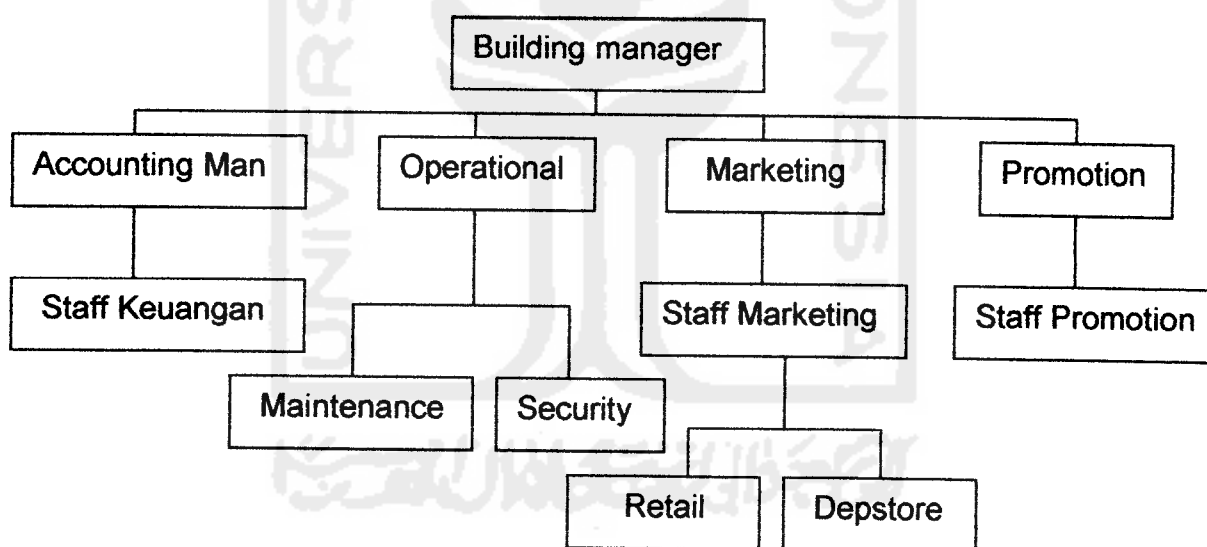 Building manager
Accounting Man
Operational
Marketing
Promotion
Staff Keuangan
Staff Marketing
Staff Promotion
Maintenance
Security
Retail
Depstore